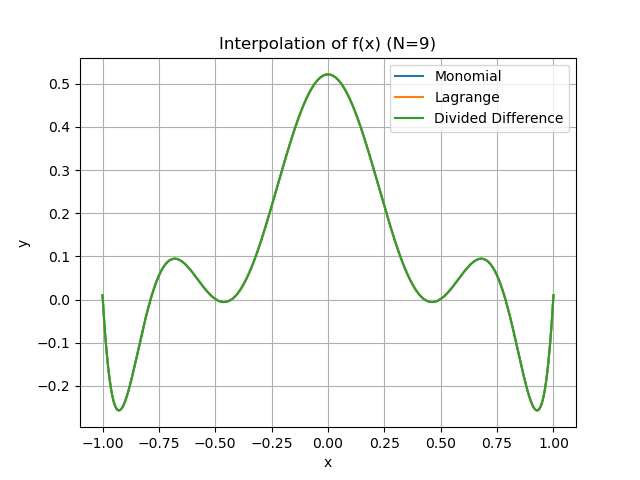 Interpolation of f(x) (N=9)
Monomial
Lagrange
Divided Difference
0.5
0.4
0.3
0.2
0.1
0.0
−0.1
−0.2
y
−1.00 −0.75 −0.50 −0.25 0.00 0.25 0.50 0.75 1.00
x